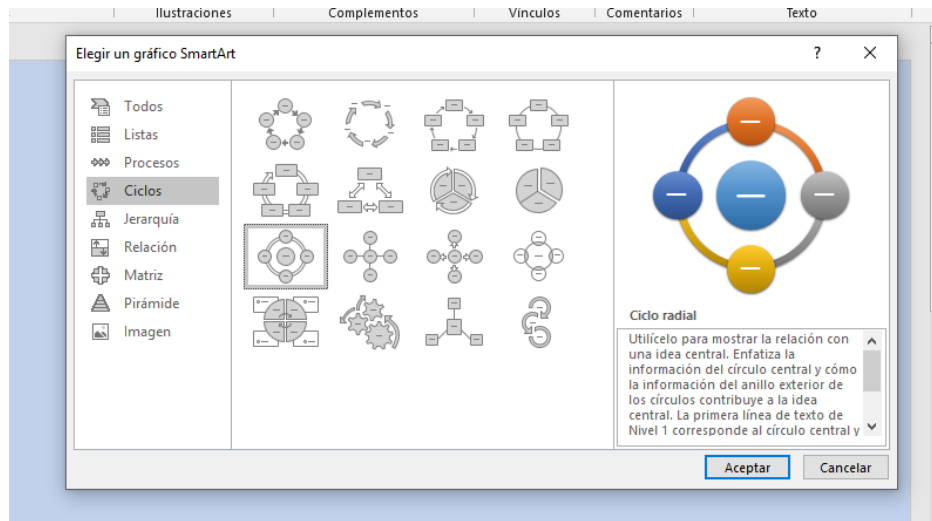 Ilustraciones Complementos Vínculos Comentarios Texto
Elegir un gráfico SmartArt
?
Todos
Listas
Procesos
Ciclos
Jerarquía
Relación
Matriz
Pirámide
Imagen
Ciclo radial
Utilícelo para mostrar la relación con
una idea central. Enfatiza la
información del círculo central y cómo
la información del anillo exterior de
los círculos contribuye a la idea
central. La primera línea de texto de
Nivel 1 corresponde al círculo central y
Aceptar Cancelar